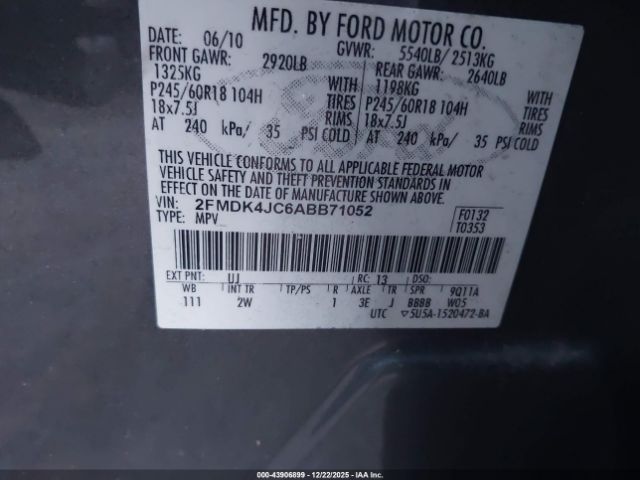 MFD. BY FORD MOTOR CO.
DATE: 06/10 GVWR: 5540LB/ 2513KG
FRONT GAWR: 2920LB REAR GAWR: 2640LB
1325KG WITH 1198KG WITH
P245/60R18 104H TIRES P245/60R18 104H TIRES
18x7.5J RIMS 18x7.5J RIMS
AT 240 kPa/ 35 PSI COLD AT 240 kPa/ 35 PSI COLD
THIS VEHICLE CONFORMS TO ALL APPLICABLE FEDERAL MOTOR
VEHICLE SAFETY AND THEFT PREVENTION STANDARDS IN
EFFECT ON THE DATE OF MANUFACTURE SHOWN ABOVE.
VIN: 2FMDK4JC6ABB71052 F0132
TYPE: MPV T0353
EXT PNT: UJ RC: 13 DSO:
WB INT TR TP/PS R AXLE TR SPR 9Q11A
111 2W 1 3E J BBBB W05
UTC ▽5U5A-1520472-BA
000-43906899 - 12/22/2025 - IAAI.COM